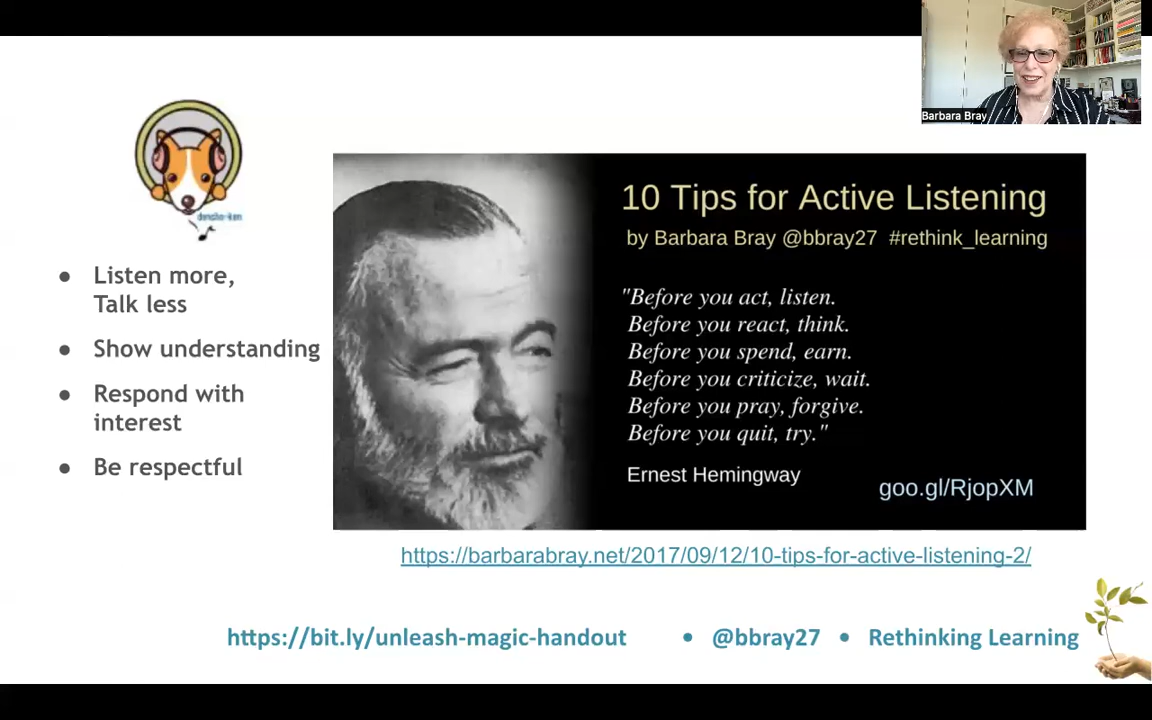 Barbara Bray
10 Tips for Active Listening
by Barbara Bray @bbray27 #rethink_learning
"Before you act, listen.
Before you react, think.
Before you spend, earn.
Before you criticize, wait.
Before you pray, forgive.
Before you quit, try."
Ernest Hemingway
goo.gl/RjopXM
● Listen more,
Talk less
● Show understanding
● Respond with
interest
● Be respectful
https://barbarabray.net/2017/09/12/10-tips-for-active-listening-2/
https://bit.ly/unleash-magic-handout • @bbray27 • Rethinking Learning